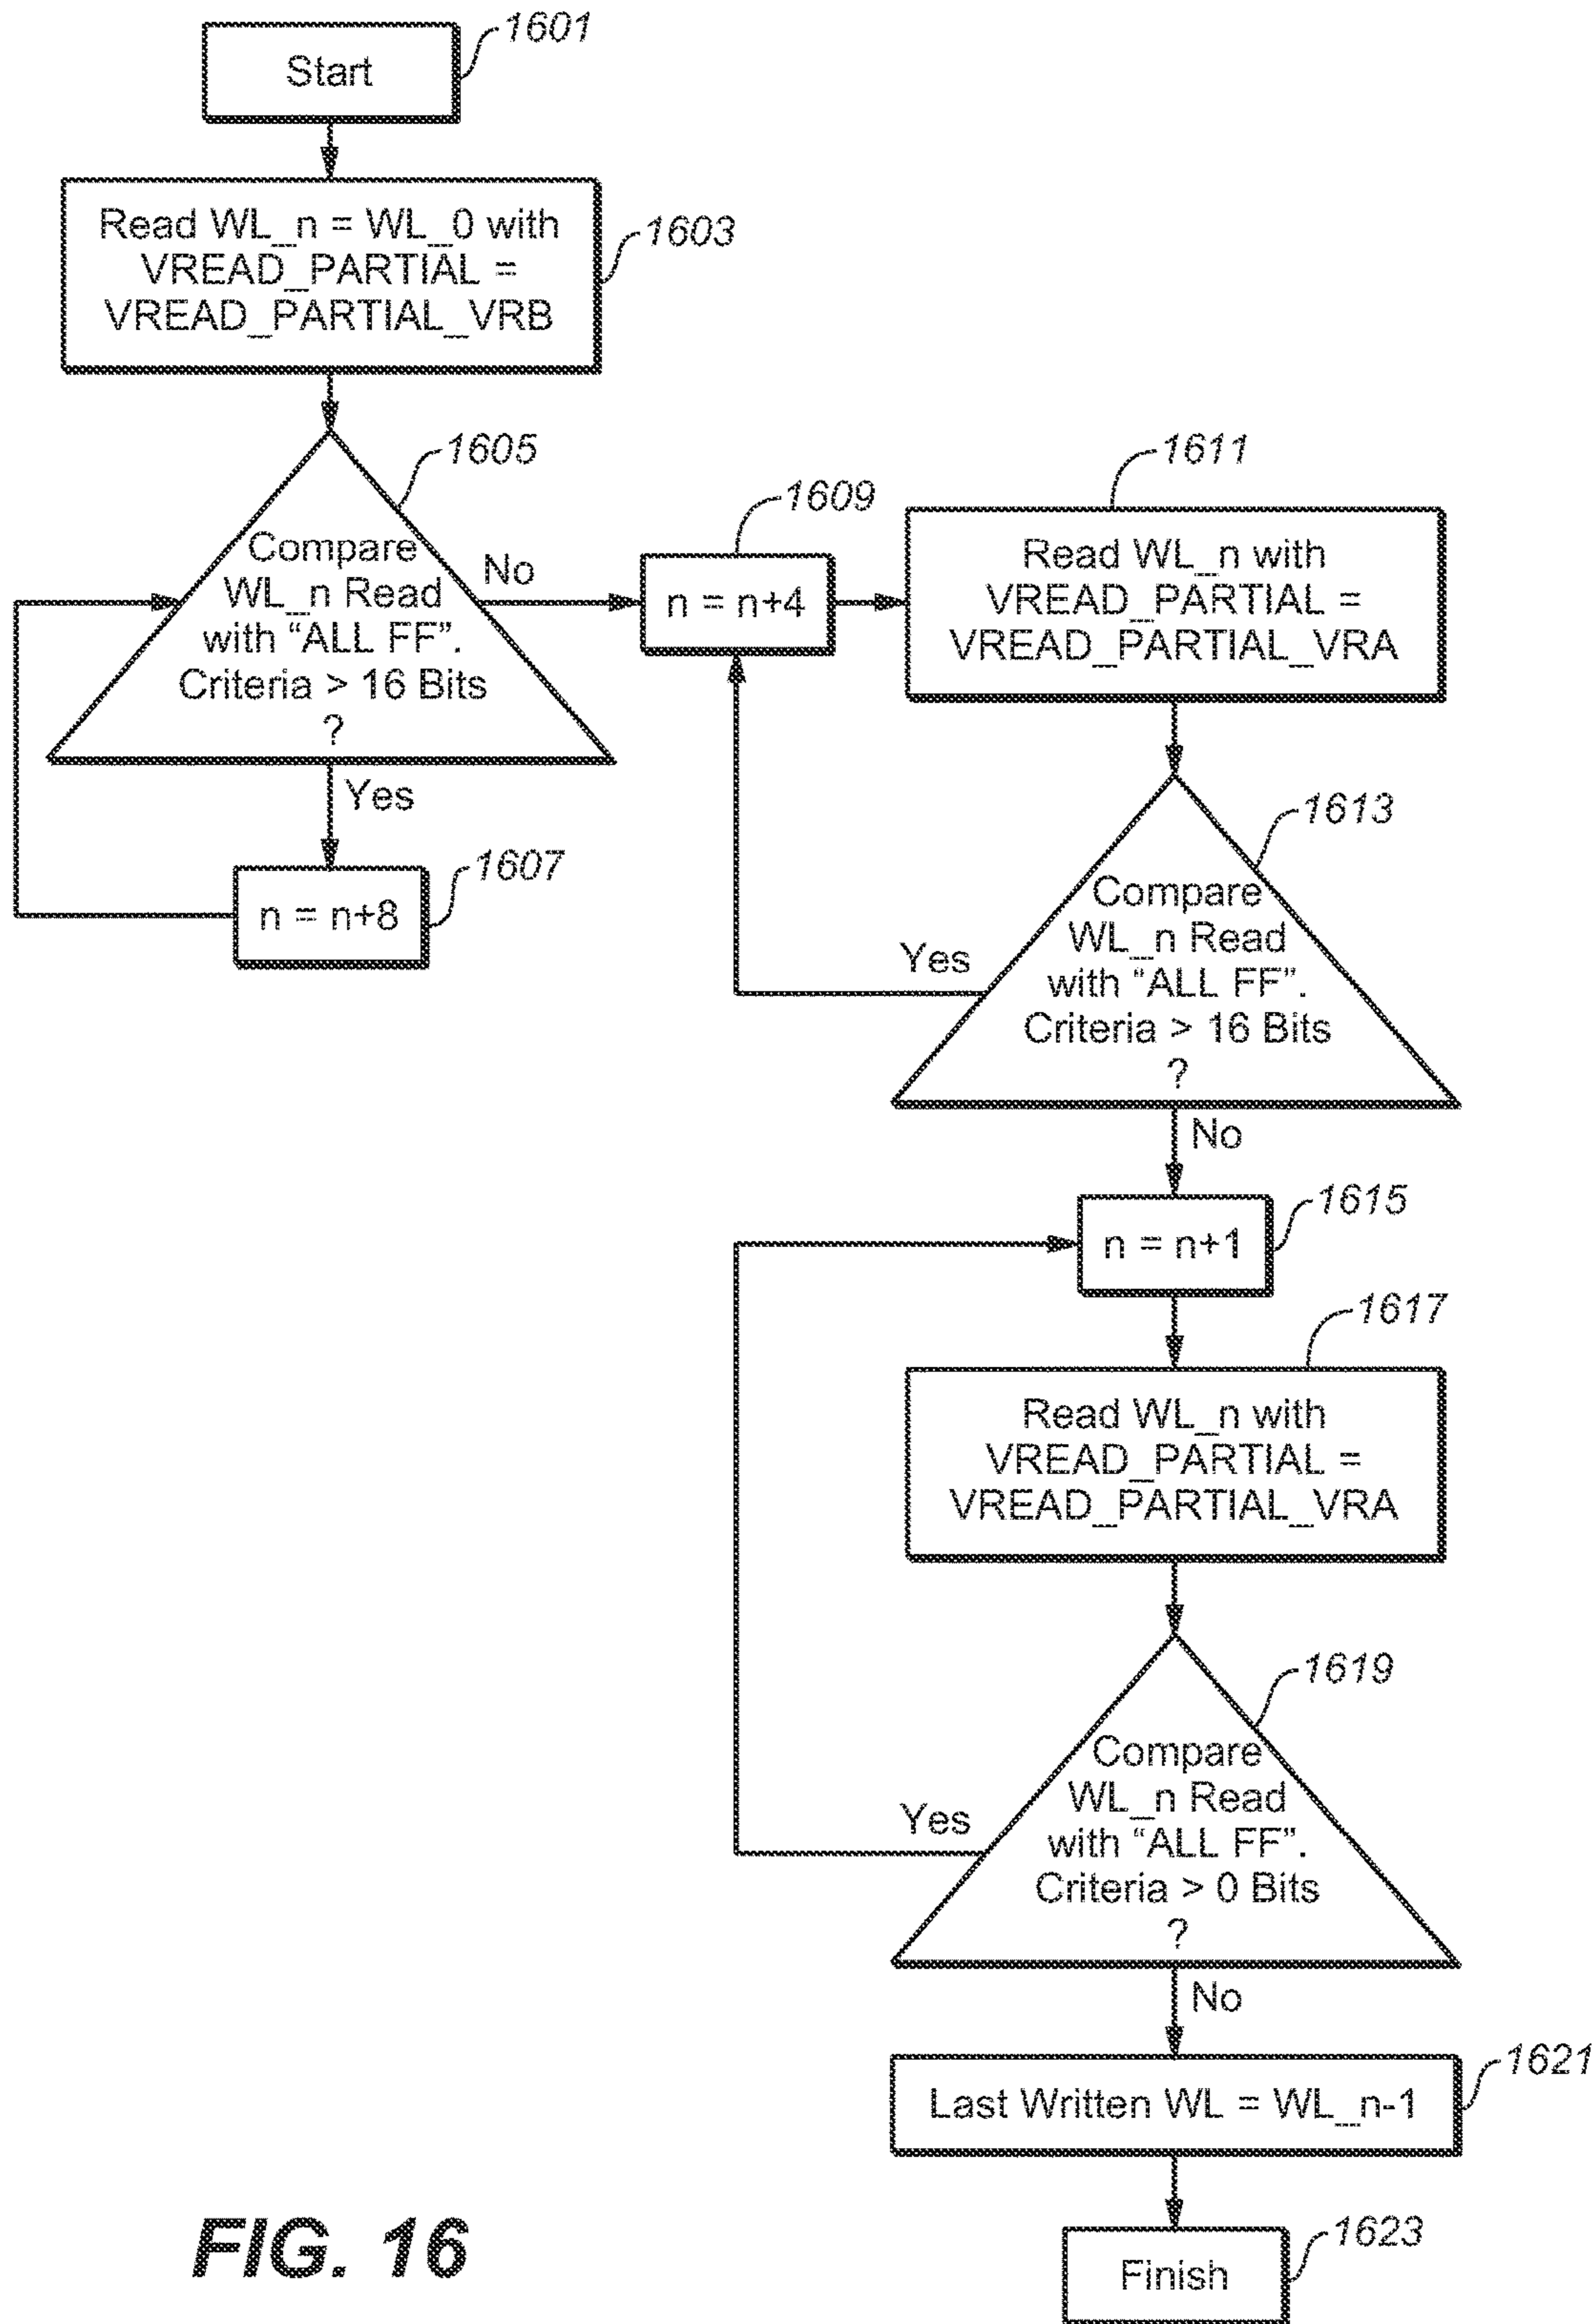 1601
Start
Read WL_n = WL_0 with
VREAD_PARTIAL =
VREAD_PARTIAL_VRB
1603
1605
Compare
WL_n Read
with “ALL FF”.
Criteria > 16 Bits
?
No
Yes
1607
n = n+8
1609
n = n+4
1611
Read WL_n with
VREAD_PARTIAL =
VREAD_PARTIAL_VRA
1613
Compare
WL_n Read
with “ALL FF”.
Criteria > 16 Bits
?
Yes
No
1615
n = n+1
1617
Read WL_n with
VREAD_PARTIAL =
VREAD_PARTIAL_VRA
1619
Compare
WL_n Read
with “ALL FF”.
Criteria > 0 Bits
?
Yes
No
1621
Last Written WL = WL_n-1
1623
Finish
FIG. 16